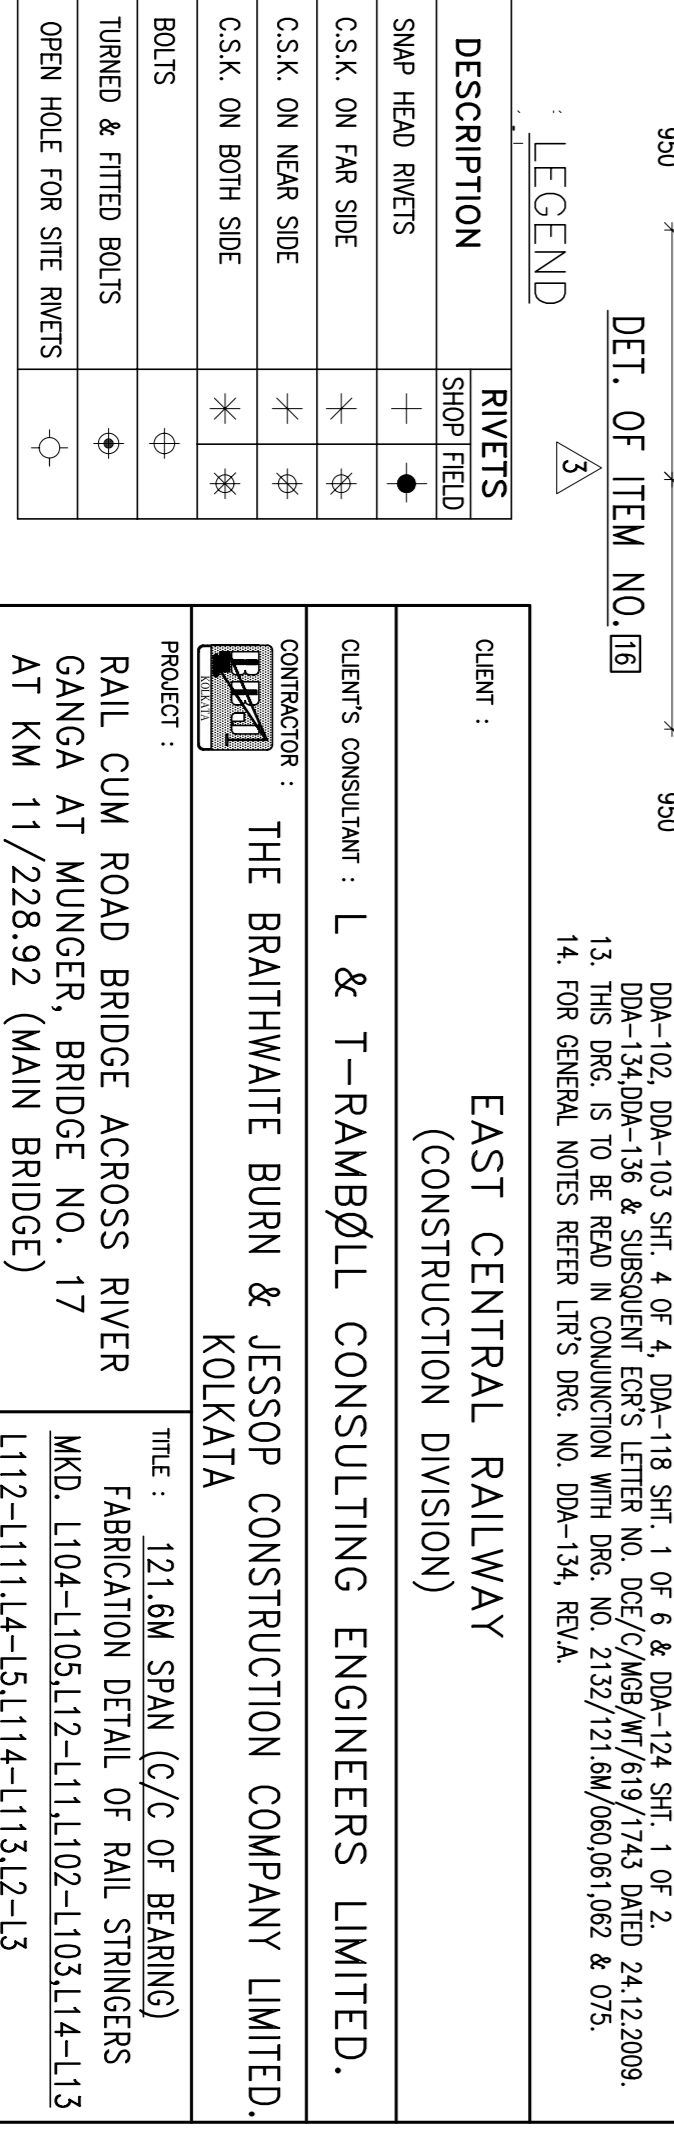 950
950
DET. OF ITEM NO. 16
3
: LEGEND
DESCRIPTION
RIVETS
SHOP FIELD
SNAP HEAD RIVETS
C.S.K. ON FAR SIDE
C.S.K. ON NEAR SIDE
C.S.K. ON BOTH SIDE
BOLTS
TURNED & FITTED BOLTS
OPEN HOLE FOR SITE RIVETS
DDA-102, DDA-103 SHT. 4 OF 4, DDA-118 SHT. 1 OF 6 & DDA-124 SHT. 1 OF 2.
DDA-134,DDA-136 & SUBSQUENT ECR'S LETTER NO. DCE/C/MGB/WT/619/1743 DATED 24.12.2009.
13. THIS DRG. IS TO BE READ IN CONJUNCTION WITH DRG. NO. 2132/121.6M/060,061,062 & 075.
14. FOR GENERAL NOTES REFER LTR'S DRG. NO. DDA-134, REV.A.
CLIENT :
EAST CENTRAL RAILWAY
(CONSTRUCTION DIVISION)
CLIENT'S CONSULTANT : L & T-RAMBØLL CONSULTING ENGINEERS LIMITED.
CONTRACTOR :
THE BRAITHWAITE BURN & JESSOP CONSTRUCTION COMPANY LIMITED.
KOLKATA
BBJ
KOLKATA
PROJECT :
RAIL CUM ROAD BRIDGE ACROSS RIVER
GANGA AT MUNGER, BRIDGE NO. 17
AT KM 11/228.92 (MAIN BRIDGE)
TITLE : 121.6M SPAN (C/C OF BEARING)
FABRICATION DETAIL OF RAIL STRINGERS
MKD. L104-L105,L12-L11,L102-L103,L14-L13
L112-L111,L4-L5,L114-L113,L2-L3